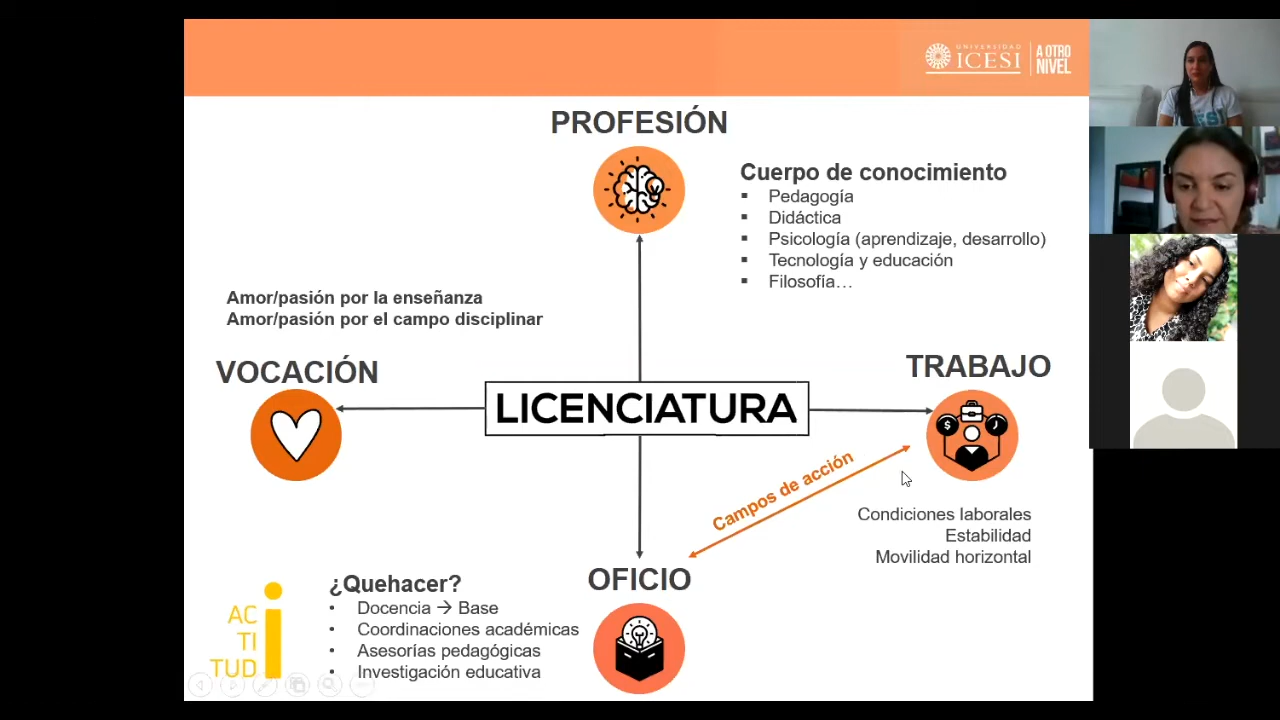 UNIVERSIDAD
ICESI
A OTRO
NIVEL
PROFESIÓN
Cuerpo de conocimiento
Pedagogía
Didáctica
Psicología (aprendizaje, desarrollo)
Tecnología y educación
Filosofía…
Amor/pasión por la enseñanza
Amor/pasión por el campo disciplinar
VOCACIÓN
TRABAJO
LICENCIATURA
Campos de acción
Condiciones laborales
Estabilidad
Movilidad horizontal
OFICIO
¿Quehacer?
Docencia → Base
Coordinaciones académicas
Asesorías pedagógicas
Investigación educativa
AC
TI
TUD
i